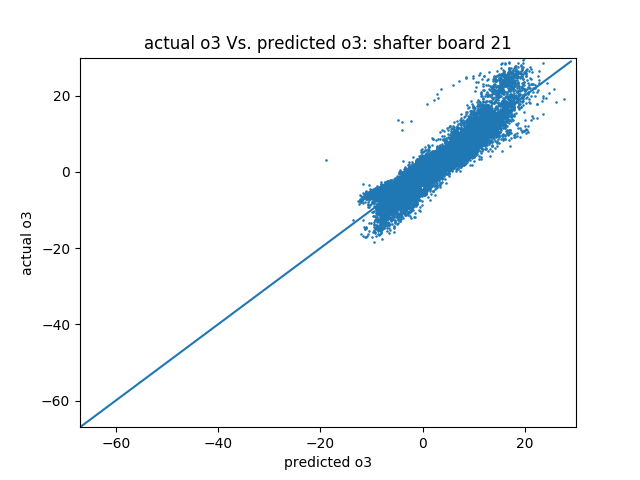 actual o3 Vs. predicted o3: shafter board 21
20
0
−20
−40
−60
actual o3
−60 −40 −20 0 20
predicted o3